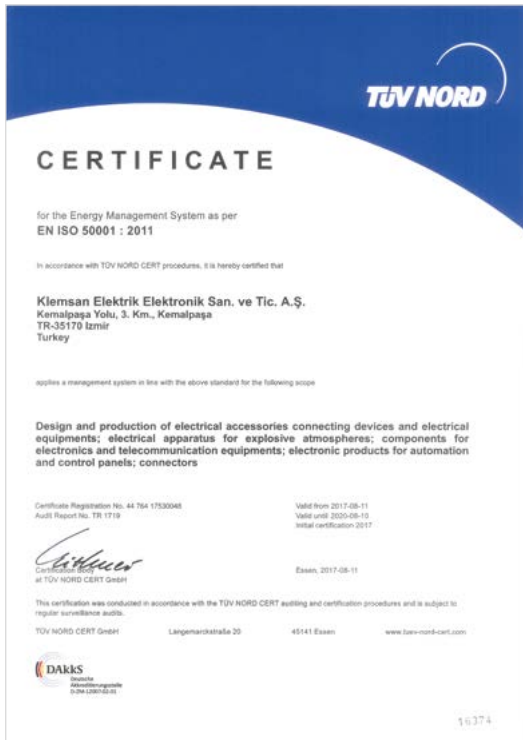 TÜV NORD
CERTIFICATE
for the Energy Management System as per
EN ISO 50001 : 2011
In accordance with TÜV NORD CERT procedures, it is hereby certified that
Klemsan Elektrik Elektronik San. ve Tic. A.Ş.
Kemalpaşa Yolu, 3. Km., Kemalpaşa
TR-35170 Izmir
Turkey
applies a management system in line with the above standard for the following scope
Design and production of electrical accessories connecting devices and electrical
equipments; electrical apparatus for explosive atmospheres; components for
electronics and telecommunication equipments; electronic products for automation
and control panels; connectors
Certificate Registration No. 44 764 17530048
Audit Report No. TR 1719
Valid from 2017-08-11
Valid until 2020-08-10
Initial certification 2017
Certification Body
at TÜV NORD CERT GmbH
Essen, 2017-08-11
This certification was conducted in accordance with the TÜV NORD CERT auditing and certification procedures and is subject to
regular surveillance audits.
TÜV NORD CERT GmbH Langemarckstraße 20 45141 Essen www.tuev-nord-cert.com
DAkkS
Deutsche
Akkreditierungsstelle
D-ZM-12007-02-01
16374